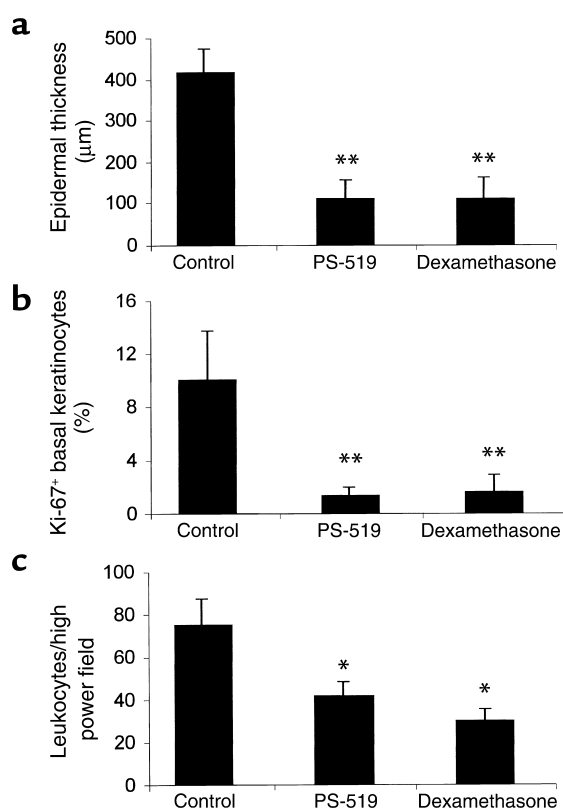 a
Epidermal thickness
(μm)
500
400
300
200
100
0
**
**
Control
PS-519
Dexamethasone
b
Ki-67⁺ basal keratinocytes
(%)
16
12
8
4
0
**
**
Control
PS-519
Dexamethasone
c
Leukocytes/high
power field
100
80
60
40
20
0
*
*
Control
PS-519
Dexamethasone